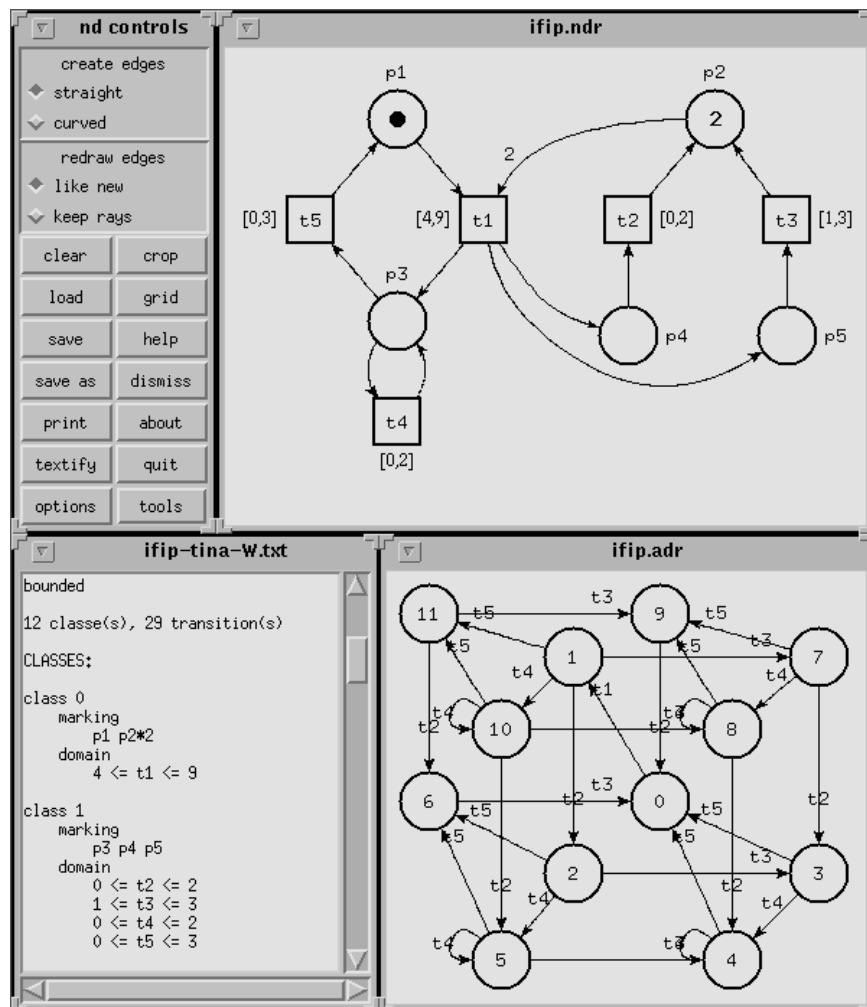 nd controls
create edges
straight
curved
redraw edges
like new
keep rays
clear crop
load grid
save help
save as dismiss
print about
textify quit
options tools
ifip.ndr
p1 p2
2
2
[0,3] t5 [4,9] t1 t2 [0,2] t3 [1,3]
p3
p4 p5
t4
[0,2]
ifip-tina-W.txt
bounded
12 classe(s), 29 transition(s)
CLASSES:
class 0
marking
p1 p2*2
domain
4 <= t1 <= 9
class 1
marking
p3 p4 p5
domain
0 <= t2 <= 2
1 <= t3 <= 3
0 <= t4 <= 2
0 <= t5 <= 3
ifip.adr
t3
11 t5 9 t5
t5 1 t5 t3 7
t4 t1 t4
t4 t3
t2 10 t2 8
t3
6 t5 t2 0 t5 t2
t5 t5 t3
2 3
t2 t4 t2 t4
t4 t3
5 4